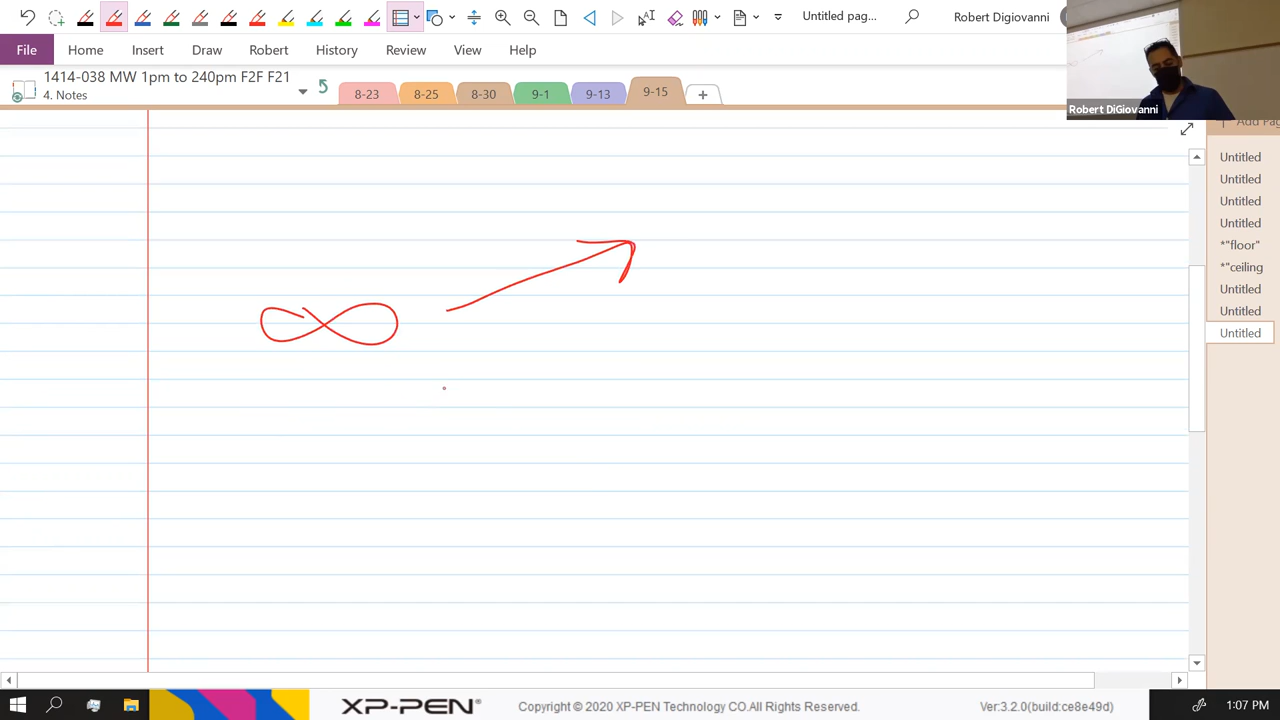 Untitled pag...
Robert Digiovanni
File
Home
Insert
Draw
Robert
History
Review
View
Help
Robert DiGiovanni
1414-038 MW 1pm to 240pm F2F F21
4. Notes
8-23
8-25
8-30
9-1
9-13
9-15
Add Pag
Untitled
Untitled
Untitled
Untitled
*"floor"
*"ceiling
Untitled
Untitled
Untitled
∞
XP-PEN
Copyright © 2020 XP-PEN Technology CO.All Rights Reserved.
Ver:3.2.0(build:ce8e49d)
1:07 PM